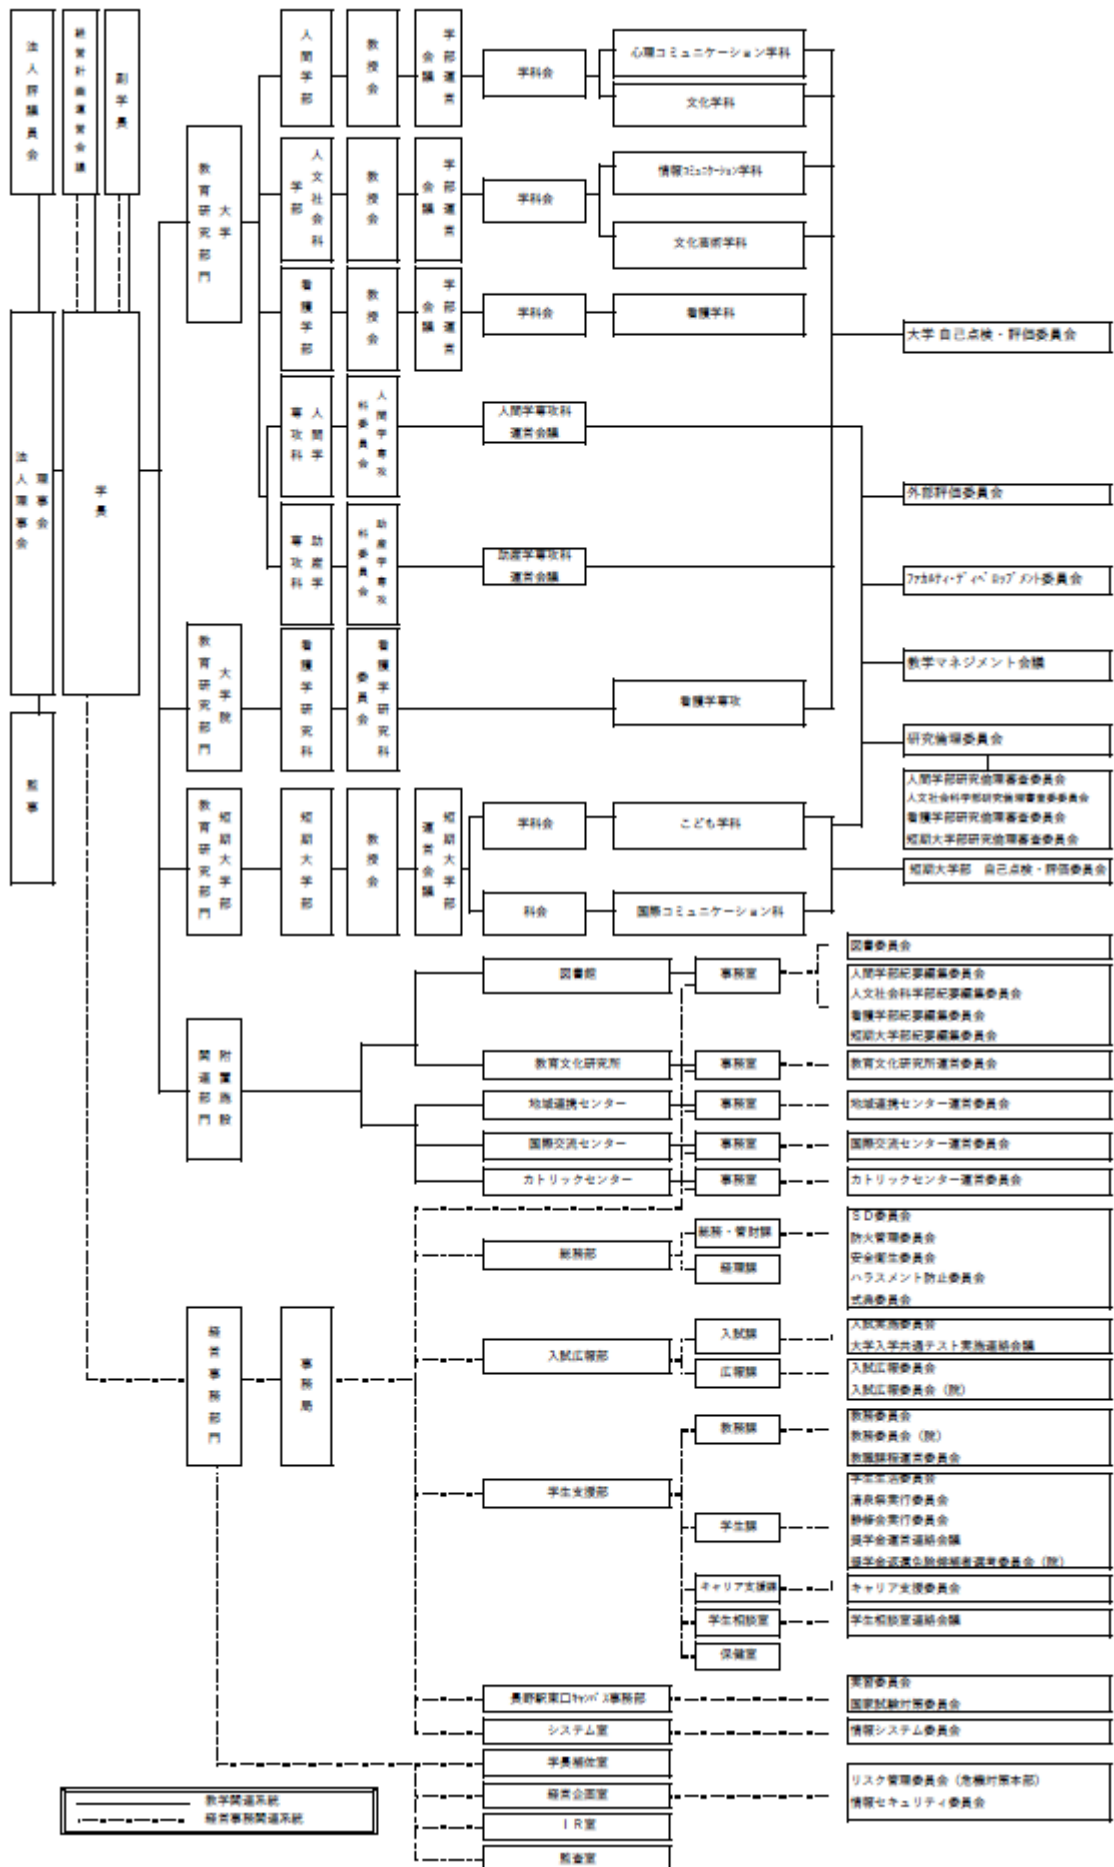 法人評議員会
経営計画運営会議
副学長
理事会
法人理事会
学長
監事
大学
教育研究部門
人間学部
教授会
学部運営
会議
学科会
心理コミュニケーション学科
文化学科
人文社会科
学部
教授会
学部運営
会議
学科会
情報コミュニケーション学科
文化芸術学科
看護学部
教授会
学部運営
会議
学科会
看護学科
人間学
専攻科
人間学専攻
科委員会
人間学専攻科
運営会議
助産学
専攻科
助産学専攻
科委員会
助産学専攻科
運営会議
大学 自己点検・評価委員会
外部評価委員会
ファカルティ・ディベロップメント委員会
教学マネジメント会議
研究倫理委員会
人間学部研究倫理審査委員会
人文社会科学部研究倫理審査委委員会
看護学部研究倫理審査委員会
短期大学部研究倫理審査委員会
短期大学部 自己点検・評価委員会
大学院
教育研究部門
看護学研究科
看護学研究科
委員会
看護学専攻
短期大学部
教育研究部門
短期大学部
教授会
短期大学部
運営会議
学科会
こども学科
科会
国際コミュニケーション科
附置施設
関連部門
図書館
事務室
図書委員会
人間学部紀要編集委員会
人文社会科学部紀要編集委員会
看護学部紀要編集委員会
短期大学部紀要編集委員会
教育文化研究所
事務室
教育文化研究所運営委員会
地域連携センター
事務室
地域連携センター運営委員会
国際交流センター
事務室
国際交流センター運営委員会
カトリックセンター
事務室
カトリックセンター運営委員会
経営事務部門
事務局
総務部
総務・管財課
経理課
SD委員会
防火管理委員会
安全衛生委員会
ハラスメント防止委員会
式典委員会
入試広報部
入試課
入試実施委員会
大学入学共通テスト実施連絡会議
広報課
入試広報委員会
入試広報委員会(院)
学生支援部
教務課
教務委員会
教務委員会(院)
教職課程運営委員会
学生課
学生生活委員会
清泉祭実行委員会
静修会実行委員会
奨学金運営連絡会議
奨学金返還免除候補者選考委員会(院)
キャリア支援課
キャリア支援委員会
学生相談室
学生相談室連絡会議
保健室
長野駅東口キャンパス事務部
実習委員会
国家試験対策委員会
システム室
情報システム委員会
学長補佐室
経営企画室
リスク管理委員会(危機対策本部)
情報セキュリティ委員会
IR室
監査室
教学関連系統
経営事務関連系統